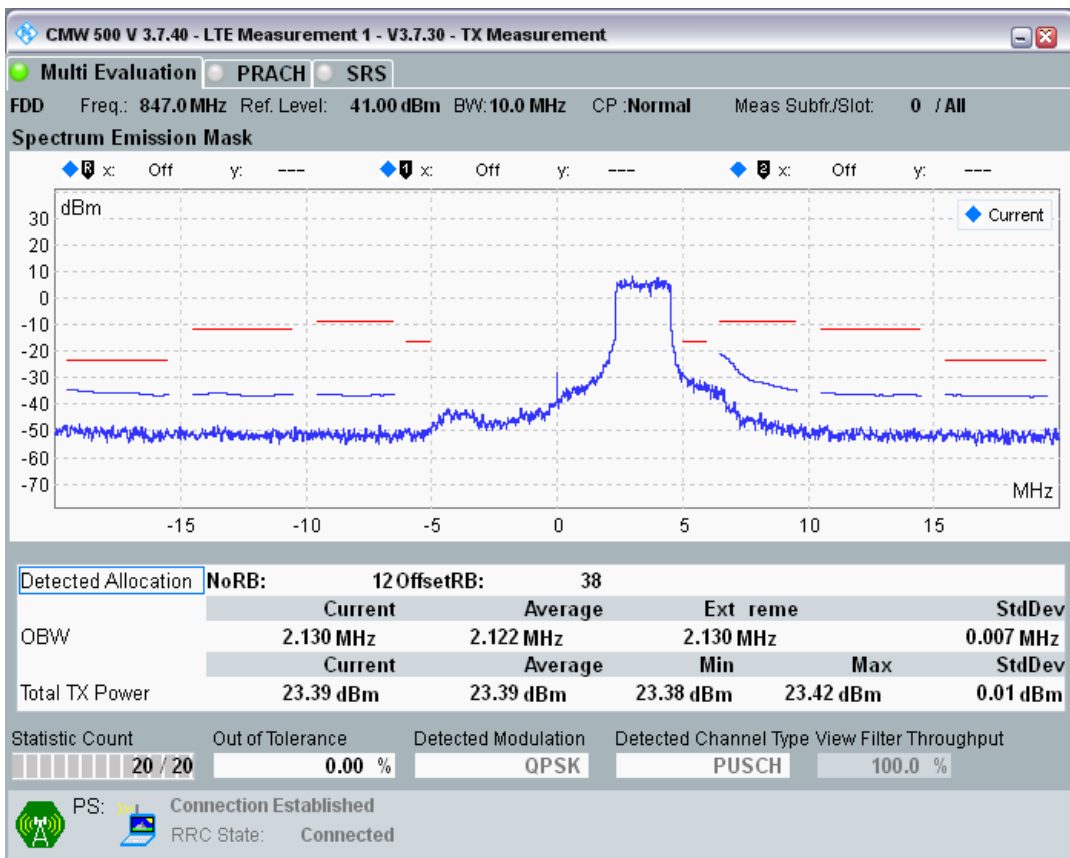 CMW 500 V 3.7.40 - LTE Measurement 1 - V3.7.30 - TX Measurement
Multi Evaluation PRACH SRS
FDD Freq.: 847.0 MHz Ref. Level: 41.00 dBm BW: 10.0 MHz CP :Normal Meas Subfr./Slot: 0 / All
Spectrum Emission Mask
R x: Off y: --- 1 x: Off y: --- 2 x: Off y: ---
dBm
Current
30
20
10
0
-10
-20
-30
-40
-50
-60
-70
MHz
-15 -10 -5 0 5 10 15
Detected Allocation NoRB: 12 OffsetRB: 38
Current Average Ext reme StdDev
OBW 2.130 MHz 2.122 MHz 2.130 MHz 0.007 MHz
Current Average Min Max StdDev
Total TX Power 23.39 dBm 23.39 dBm 23.38 dBm 23.42 dBm 0.01 dBm
Statistic Count Out of Tolerance Detected Modulation Detected Channel Type View Filter Throughput
20 / 20 0.00 % QPSK PUSCH 100.0 %
PS: Connection Established
RRC State: Connected